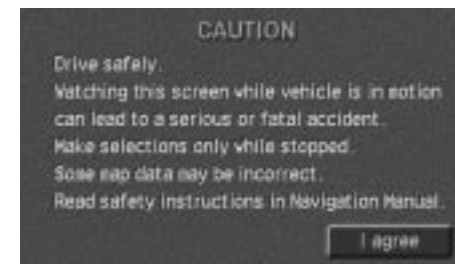 CAUTION
Drive safely.
Watching this screen while vehicle is in motion
can lead to a serious or fatal accident.
Make selections only while stopped.
Some map data may be incorrect.
Read safety instructions in Navigation Manual.
I agree